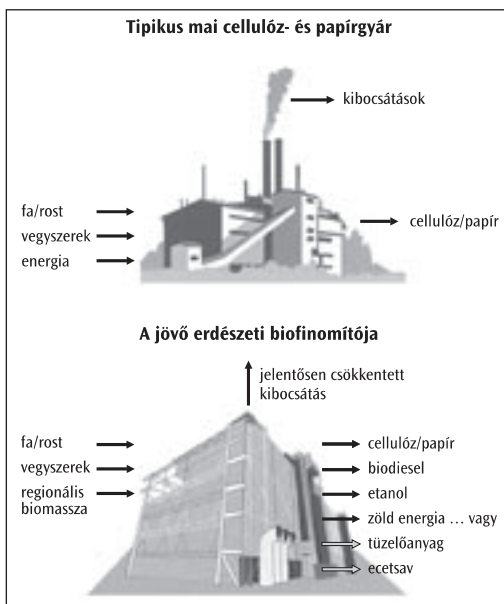 Tipikus mai cellulóz- és papírgyár
kibocsátások
fa/rost
vegyszerek
energia
cellulóz/papír
A jövő erdészeti biofinomítója
jelentősen csökkentett
kibocsátás
fa/rost
vegyszerek
regionális
biomassza
cellulóz/papír
biodiesel
etanol
zöld energia ... vagy
tüzelőanyag
ecetsav